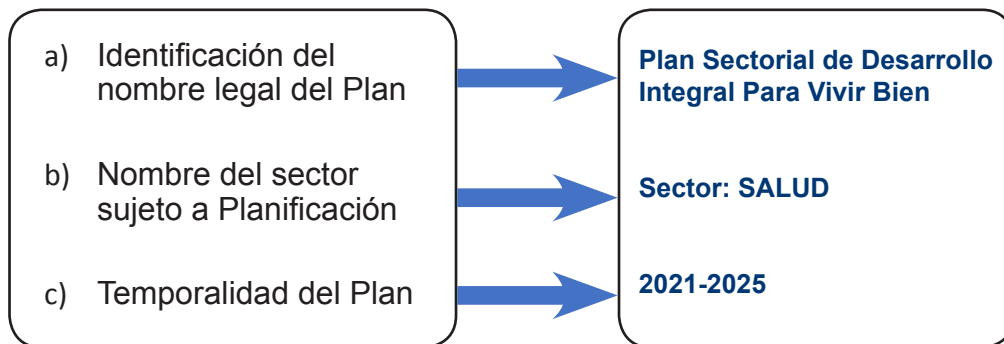 a) Identificación del
nombre legal del Plan
Plan Sectorial de Desarrollo
Integral Para Vivir Bien
b) Nombre del sector
sujeto a Planificación
Sector: SALUD
c) Temporalidad del Plan
2021-2025